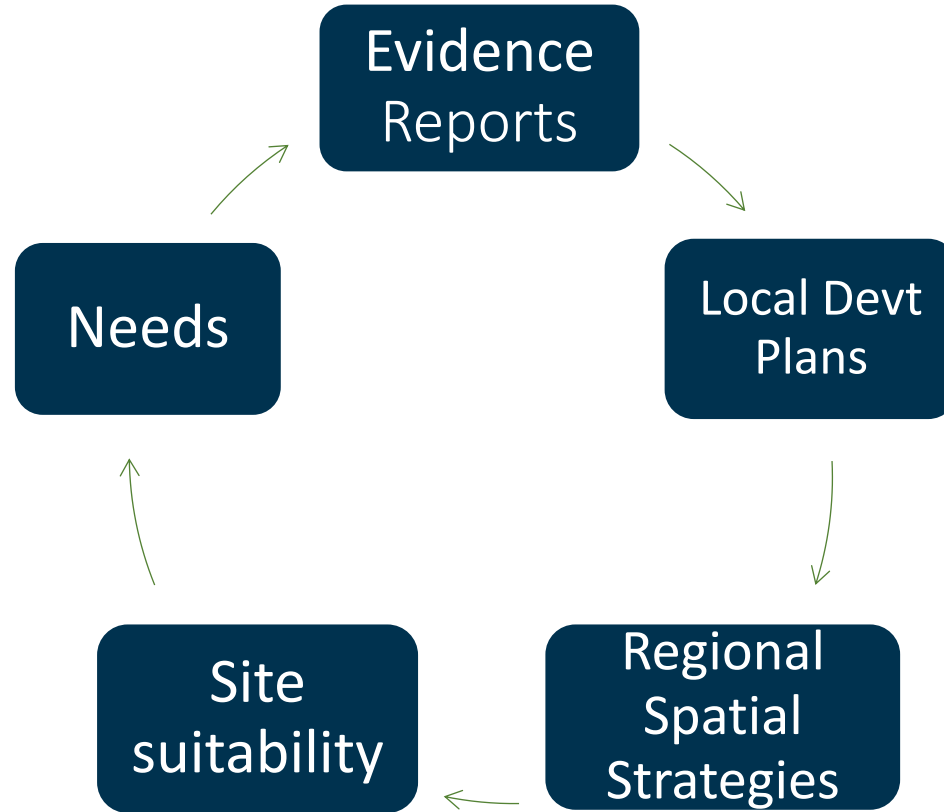 Evidence
Reports
Local Devt
Plans
Regional
Spatial
Strategies
Site
suitability
Needs